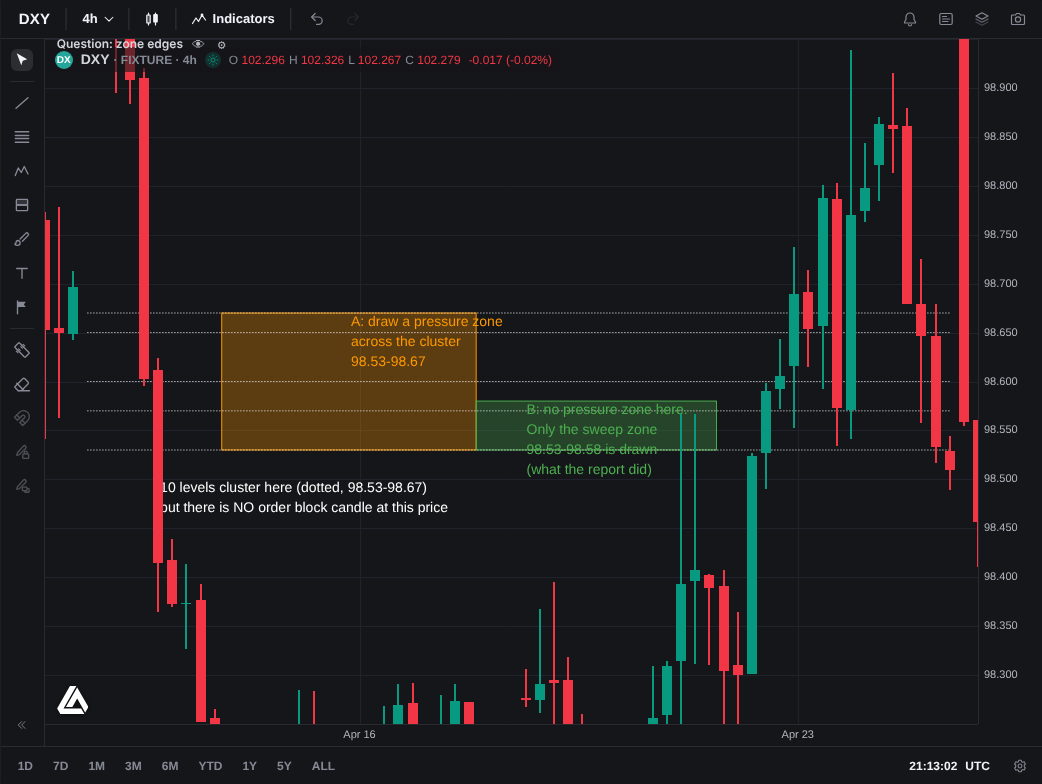 DXY 4h Indicators
Question: zone edges
DX DXY · FIXTURE · 4h O 102.296 H 102.326 L 102.267 C 102.279 -0.017 (-0.02%)
98.900
98.850
98.800
98.750
98.700
98.650
98.600
98.550
98.500
98.450
98.400
98.350
98.300
A: draw a pressure zone
across the cluster
98.53-98.67
B: no pressure zone here.
Only the sweep zone
98.53-98.58 is drawn
(what the report did)
10 levels cluster here (dotted, 98.53-98.67)
but there is NO order block candle at this price
Apr 16 Apr 23
1D 7D 1M 3M 6M YTD 1Y 5Y ALL 21:13:02 UTC